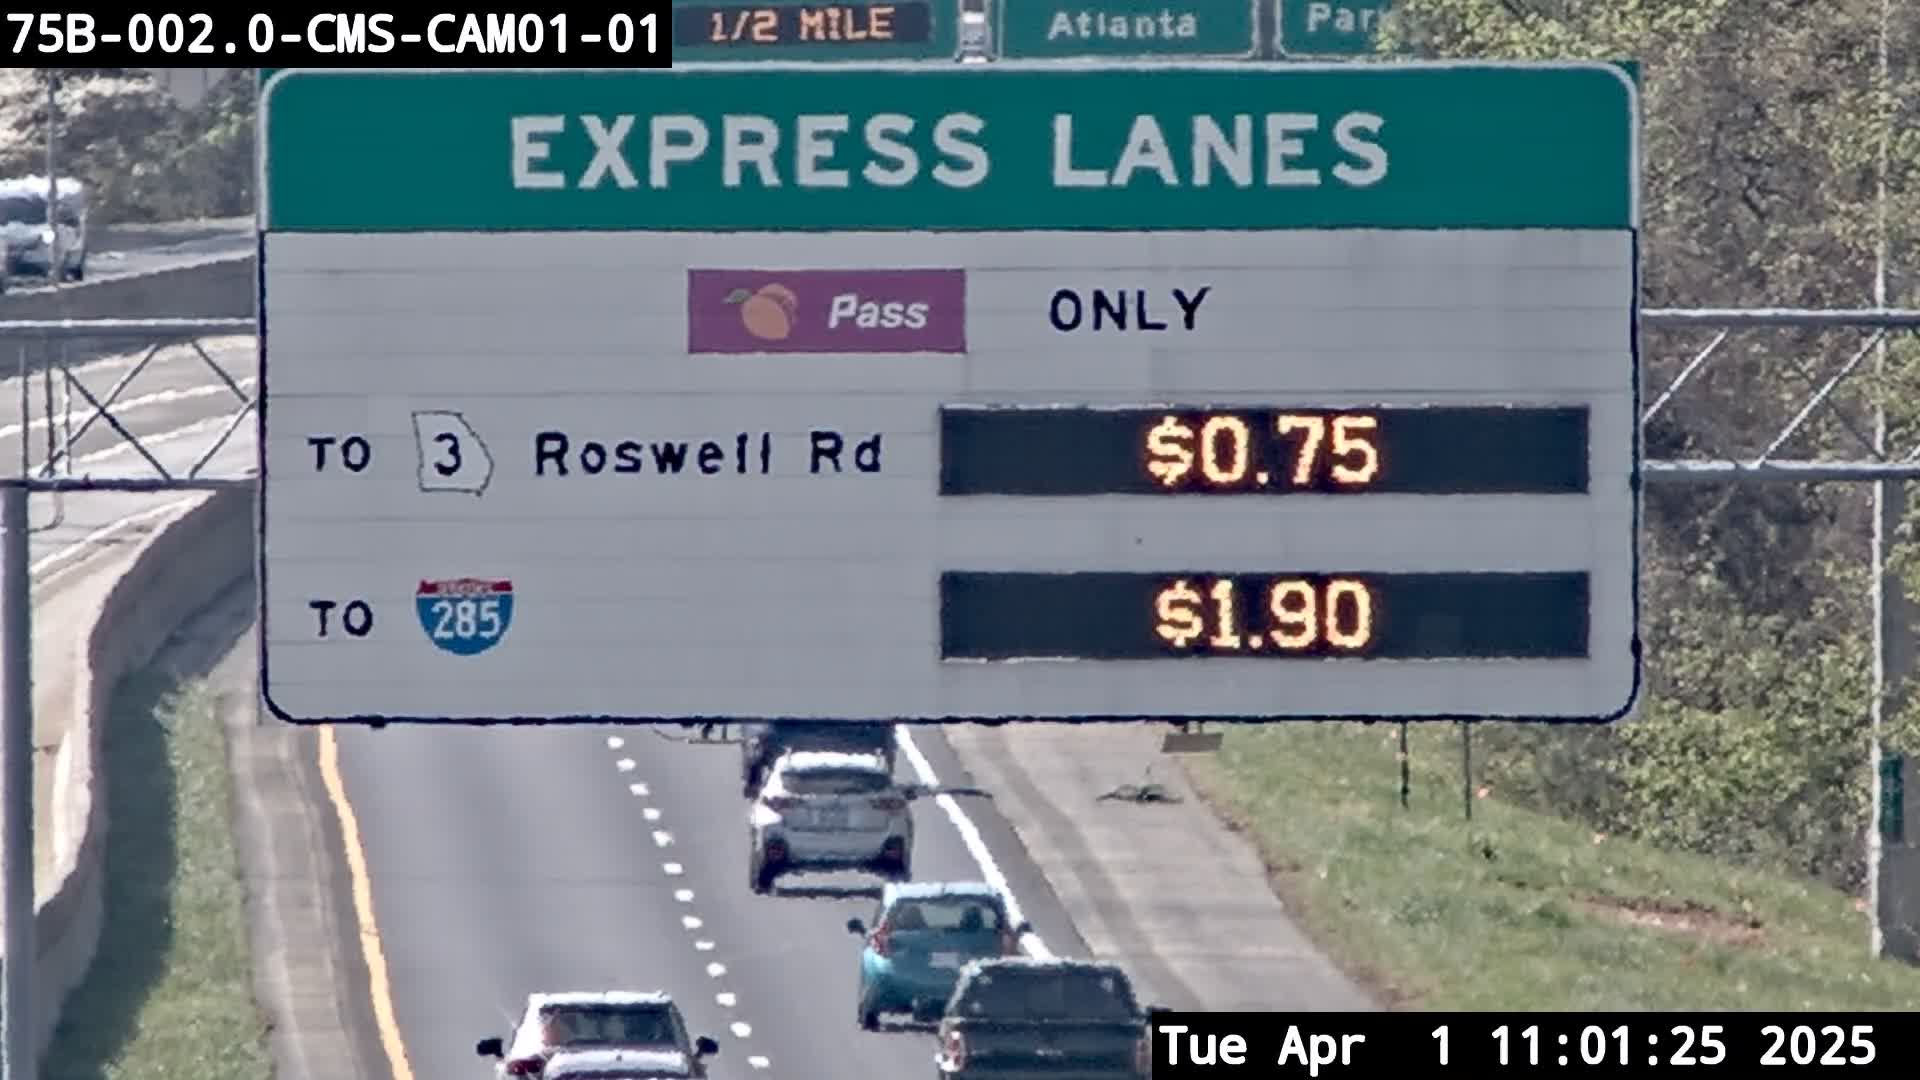 75B-002.0-CMS-CAM01-01
1/2 MILE
Atlanta
EXPRESS LANES
Pass ONLY
TO 3 Roswell Rd $0.75
TO 285 $1.90
Tue Apr 1 11:01:25 2025